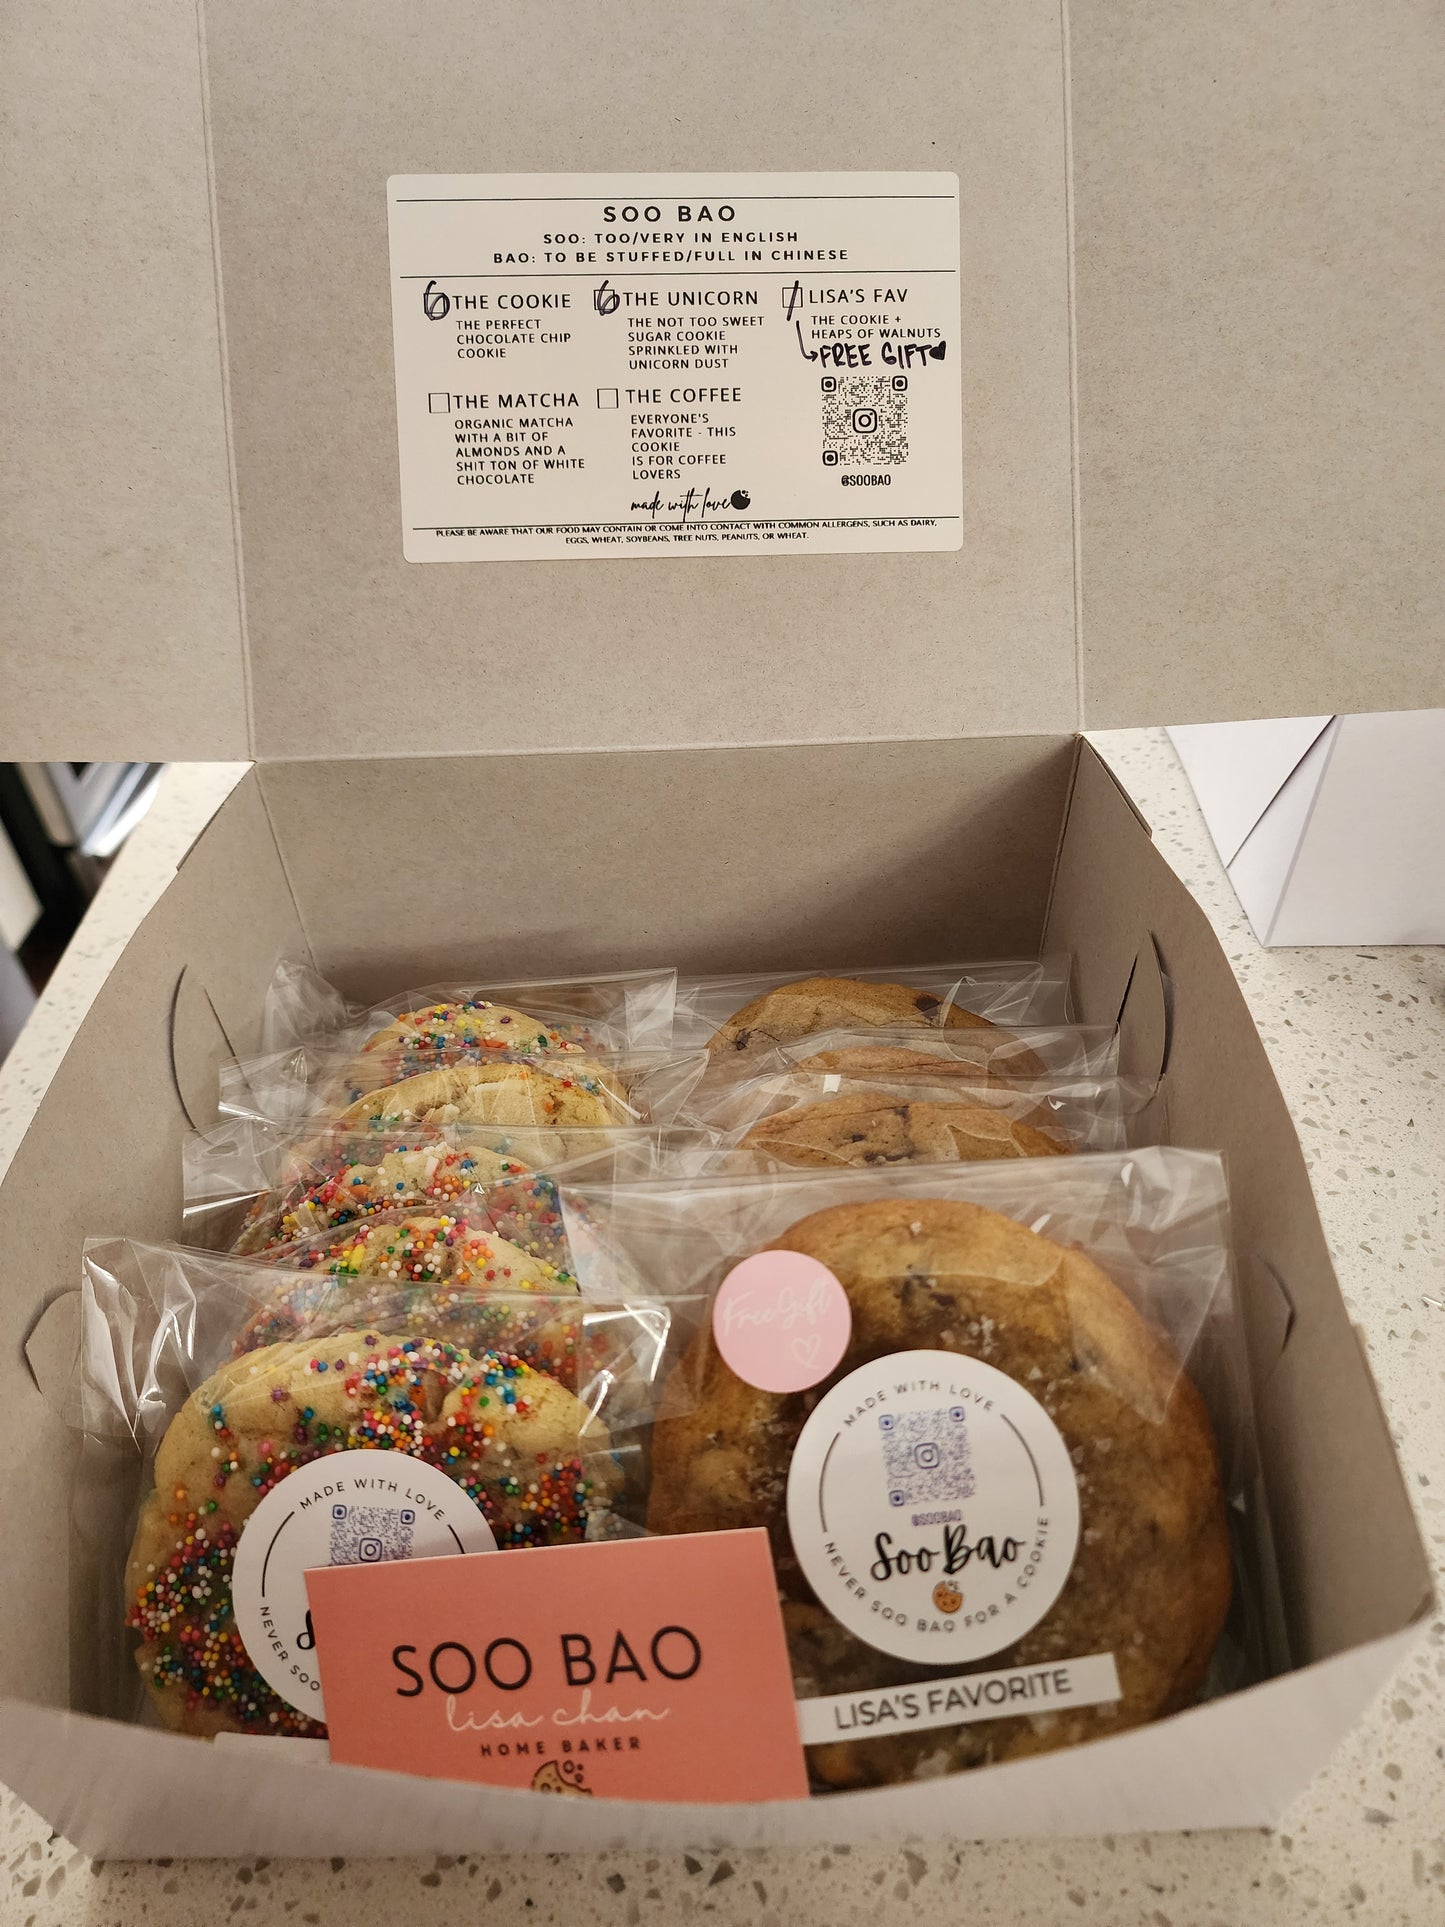 SOO BAO
SOO: TOO/VERY IN ENGLISH
BAO: TO BE STUFFED/FULL IN CHINESE
6 THE COOKIE
THE PERFECT
CHOCOLATE CHIP
COOKIE
6 THE UNICORN
THE NOT TOO SWEET
SUGAR COOKIE
SPRINKLED WITH
UNICORN DUST
1 LISA'S FAV
THE COOKIE +
HEAPS OF WALNUTS
FREE GIFT
THE MATCHA
ORGANIC MATCHA
WITH A BIT OF
ALMONDS AND A
SHIT TON OF WHITE
CHOCOLATE
THE COFFEE
EVERYONE'S
FAVORITE - THIS
COOKIE
IS FOR COFFEE
LOVERS
@SOOBAO
made with love
PLEASE BE AWARE THAT OUR FOOD MAY CONTAIN OR COME INTO CONTACT WITH COMMON ALLERGENS, SUCH AS DAIRY,
EGGS, WHEAT, SOYBEANS, TREE NUTS, PEANUTS, OR WHEAT.
Free Gift
MADE WITH LOVE
@SOOBAO
Soo Bao
NEVER SOO BAO FOR A COOKIE
LISA'S FAVORITE
MADE WITH LOVE
NEVER SOO
SOO BAO
lisa chan
HOME BAKER